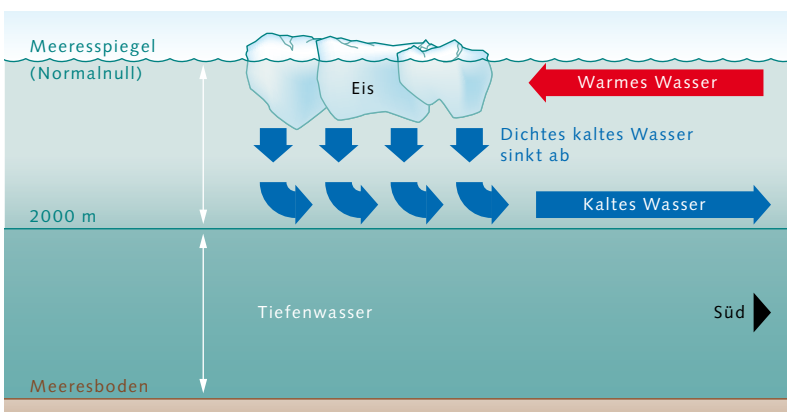 Meeresspiegel
(Normalnull)
Eis
Warmes Wasser
Dichtes kaltes Wasser
sinkt ab
2000 m
Kaltes Wasser
Tiefenwasser
Süd
Meeresboden